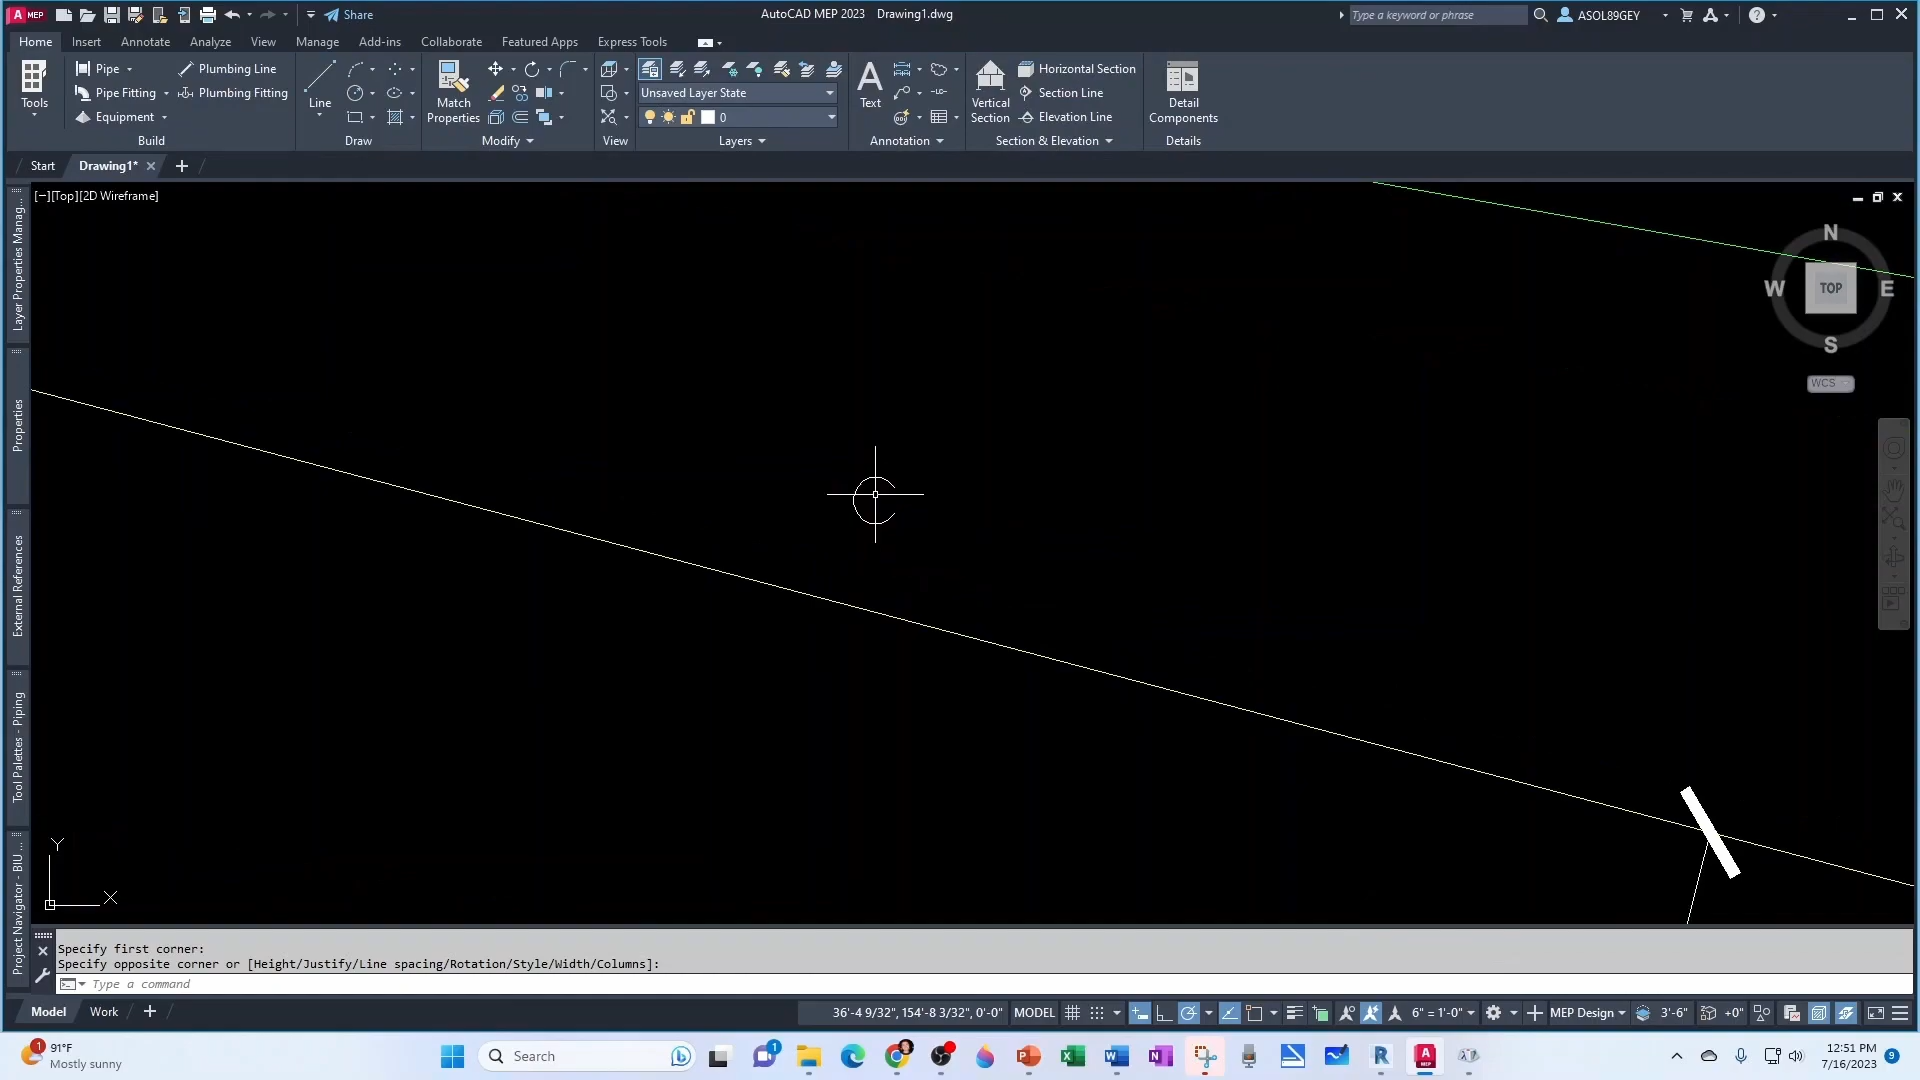 A MEP
Share
AutoCAD MEP 2023 Drawing1.dwg
Type a keyword or phrase
ASOL89GEY
Home Insert Annotate Analyze View Manage Add-ins Collaborate Featured Apps Express Tools
Tools
Pipe
Pipe Fitting
Equipment
Plumbing Line
Plumbing Fitting
Build
Line
Draw
Match
Properties
Modify
View
Unsaved Layer State
0
Layers
A
Text
Annotation
Vertical
Section
Horizontal Section
Section Line
Elevation Line
Section & Elevation
Detail
Components
Details
Start
Drawing1*
[−][Top][2D Wireframe]
N
W
TOP
E
S
WCS
Layer Properties Manag...
Properties
External References
Tool Palettes - Piping
Project Navigator - BIU ...
Y
X
C
Specify first corner:
Specify opposite corner or [Height/Justify/Line spacing/Rotation/Style/Width/Columns]:
Type a command
Model Work
36'-4 9/32", 154'-8 3/32", 0'-0"
MODEL
6" = 1'-0"
MEP Design
3'-6"
+0"
1
91°F
Mostly sunny
Search
1
12:51 PM
7/16/2023
9